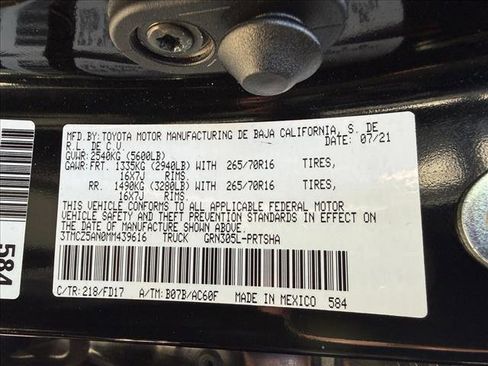 MFD.BY: TOYOTA MOTOR MANUFACTURING DE BAJA CALIFORNIA, S. DE
R.L. DE C.V. DATE: 07/21
GVWR: 2540KG (5600LB)
GAWR: FRT. 1335KG (2940LB) WITH 265/70R16 TIRES,
16X7J RIMS
RR. 1490KG (3280LB) WITH 265/70R16 TIRES,
16X7J RIMS
THIS VEHICLE CONFORMS TO ALL APPLICABLE FEDERAL MOTOR
VEHICLE SAFETY AND THEFT PREVENTION STANDARDS IN EFFECT ON
THE DATE OF MANUFACTURE SHOWN ABOVE.
3TMCZ5AN0MM439616 TRUCK GRN305L-PRTSHA
C/TR: 218/FD17 A/TM: B07B/AC60F MADE IN MEXICO 584
584